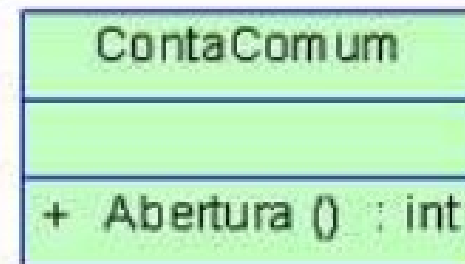 ContaComum
+ Abertura () : int